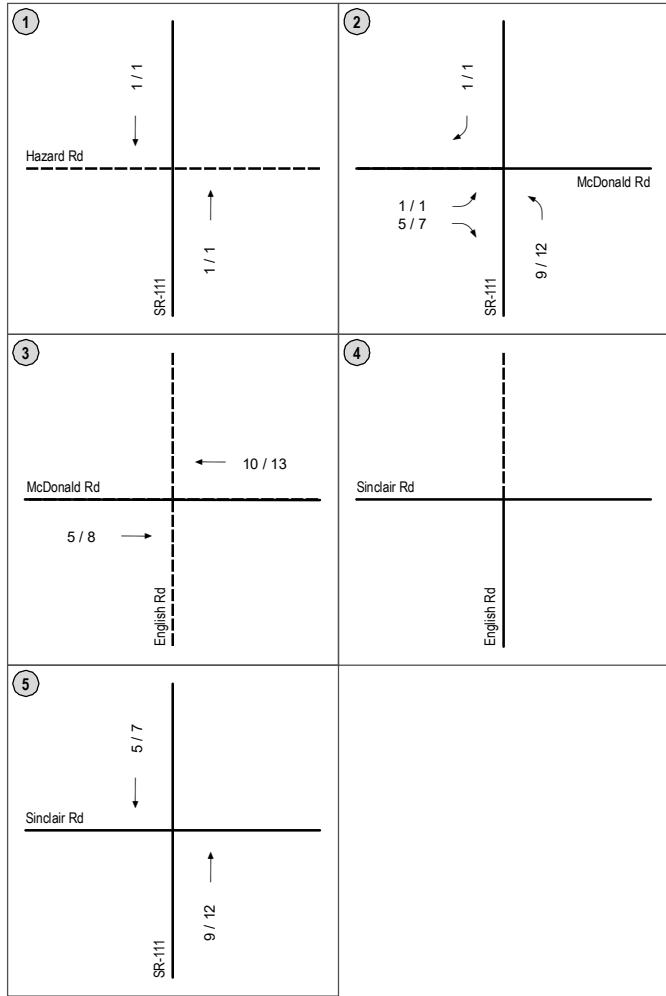 1
1 / 1
Hazard Rd
1 / 1
SR-111
2
1 / 1
McDonald Rd
1 / 1
5 / 7
9 / 12
SR-111
3
10 / 13
McDonald Rd
5 / 8
English Rd
4
Sinclair Rd
English Rd
5
5 / 7
Sinclair Rd
9 / 12
SR-111